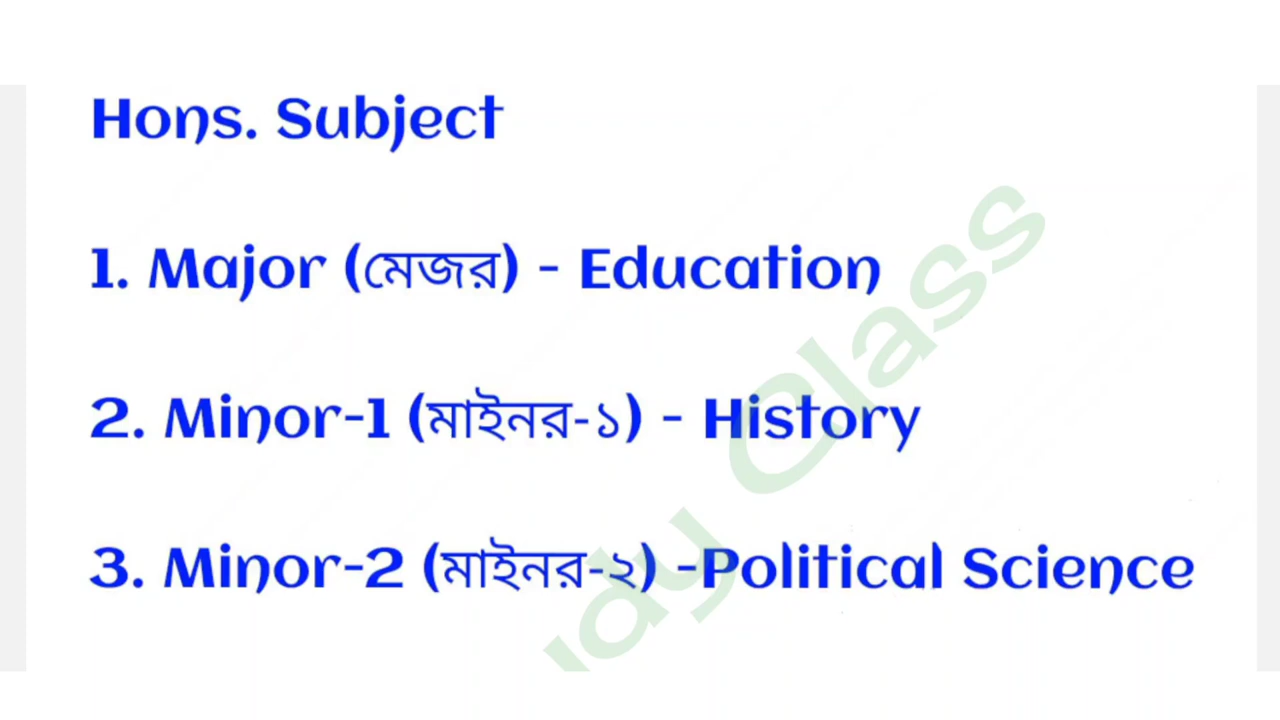 Hons. Subject
1. Major (মেজর) - Education
2. Minor-1 (মাইনর-১) - History
3. Minor-2 (মাইনর-২) -Political Science
Class